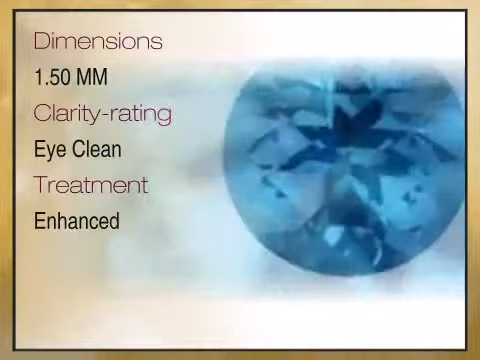 Dimensions
1.50 MM
Clarity-rating
Eye Clean
Treatment
Enhanced